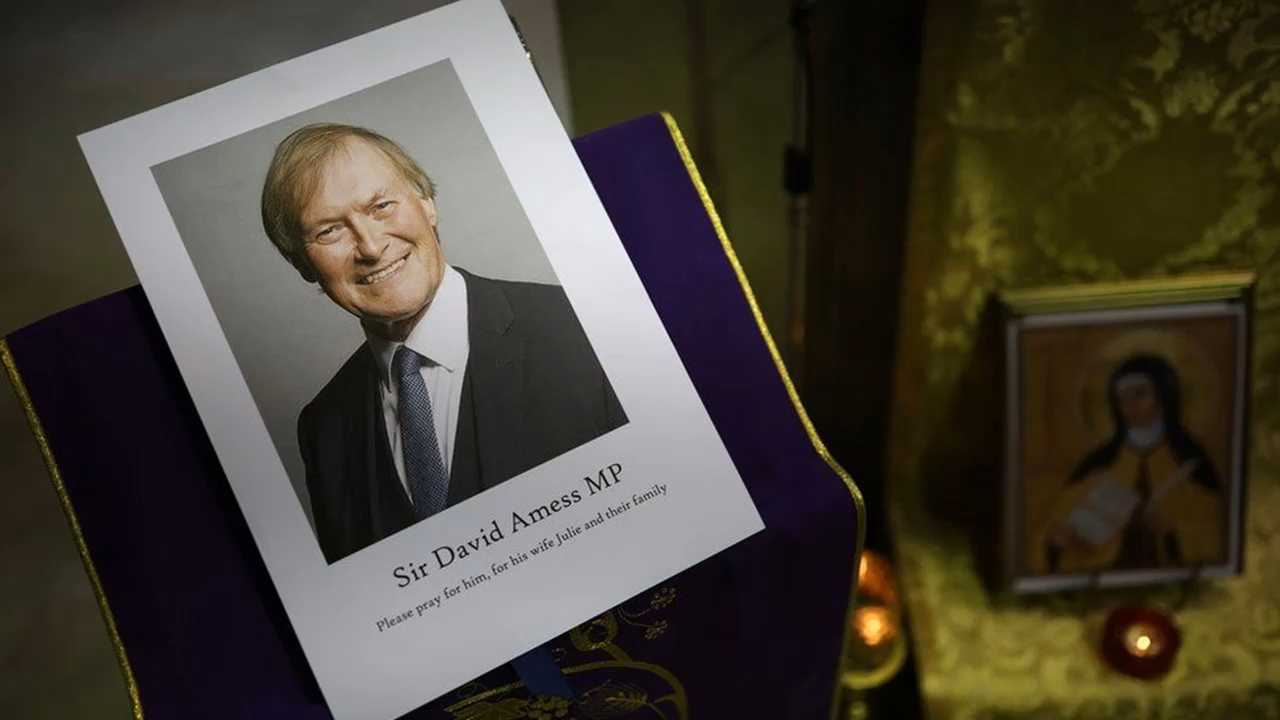 Sir David Amess MP
Please pray for him, for his wife Julie and their family